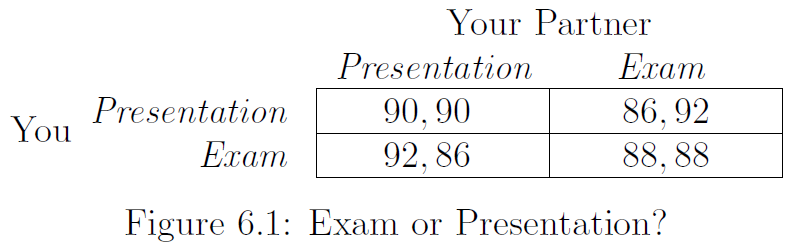 Your Partner
Presentation Exam
You Presentation 90, 90 86, 92
Exam 92, 86 88, 88
Figure 6.1: Exam or Presentation?